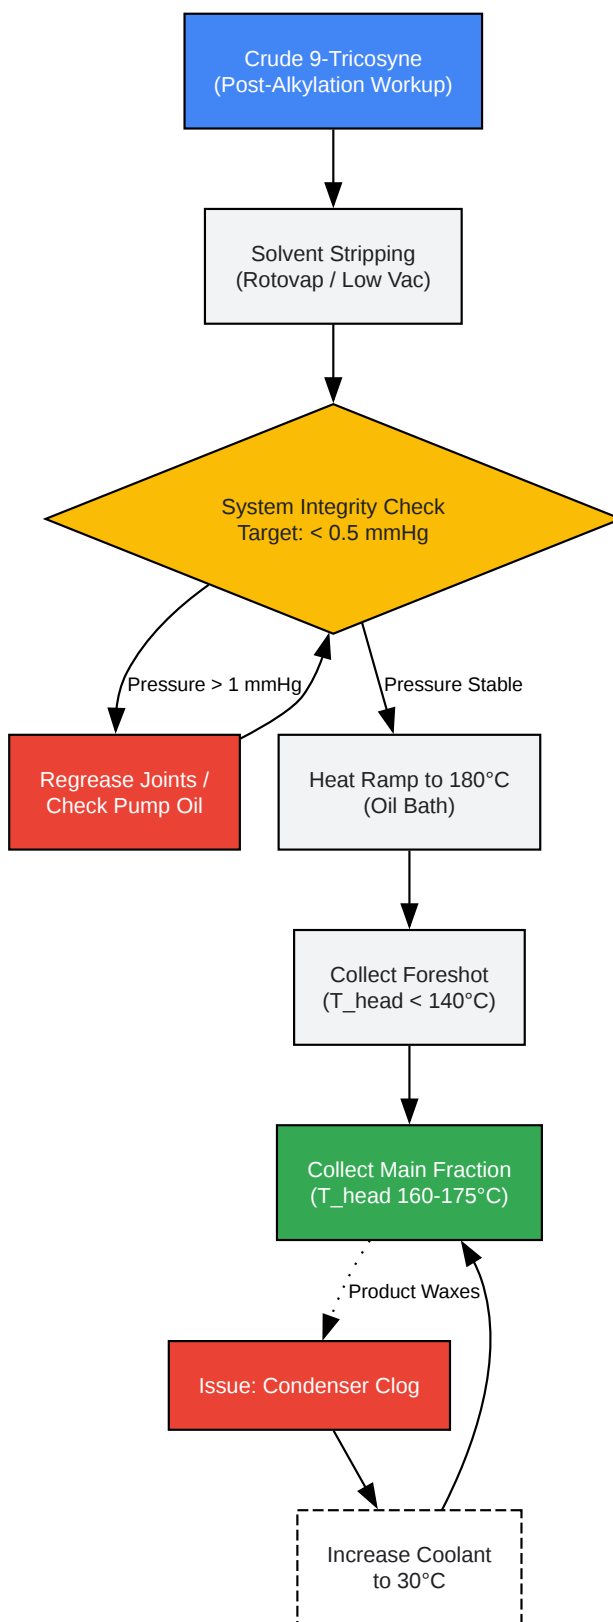 Crude 9-Tricosyne
(Post-Alkylation Workup)
Solvent Stripping
(Rotovap / Low Vac)
System Integrity Check
Target: < 0.5 mmHg
Pressure > 1 mmHg
Pressure Stable
Regrease Joints /
Check Pump Oil
Heat Ramp to 180°C
(Oil Bath)
Collect Foreshot
(T_head < 140°C)
Collect Main Fraction
(T_head 160-175°C)
Product Waxes
Issue: Condenser Clog
Increase Coolant
to 30°C